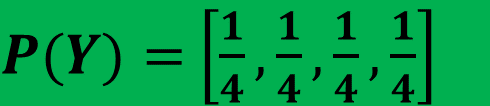 P(Y) = [1/4, 1/4, 1/4, 1/4]